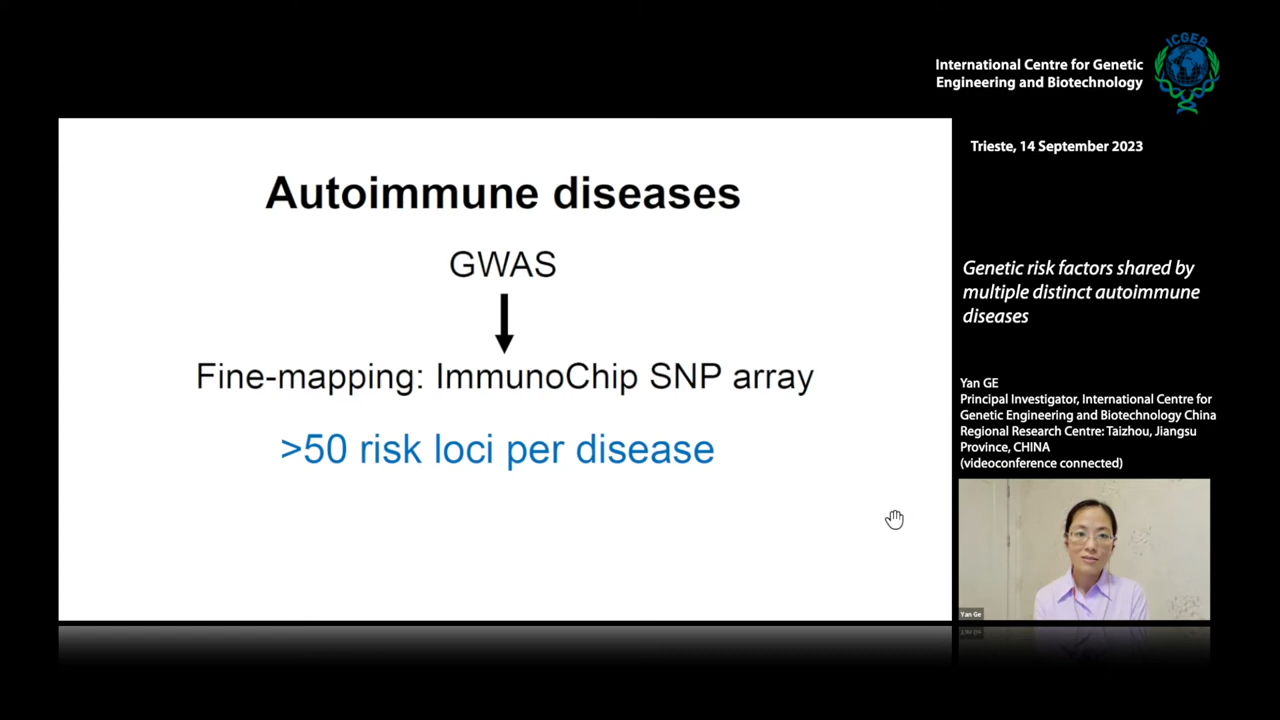 ICGEB
International Centre for Genetic
Engineering and Biotechnology
Trieste, 14 September 2023
Autoimmune diseases
GWAS
Fine-mapping: ImmunoChip SNP array
>50 risk loci per disease
Genetic risk factors shared by
multiple distinct autoimmune
diseases
Yan GE
Principal Investigator, International Centre for
Genetic Engineering and Biotechnology China
Regional Research Centre: Taizhou, Jiangsu
Province, CHINA
(videoconference connected)
Yan Ge